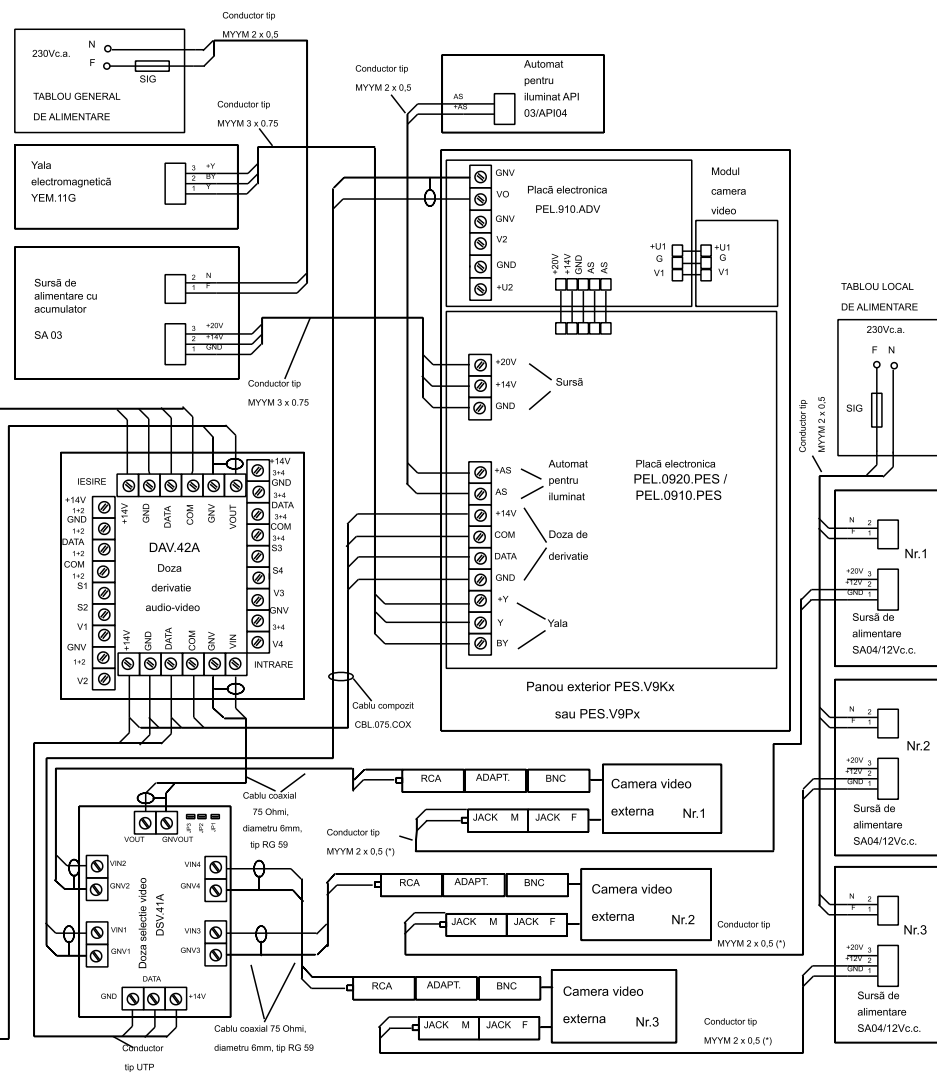 Conductor tip
MYYM 2 x 0,5
230Vc.a.
N
F
SIG
TABLOU GENERAL
DE ALIMENTARE
Conductor tip
MYYM 3 x 0.75
Yala
electromagnetică
YEM.11G
3 +Y
2 BY
1 Y
Sursă de
alimentare cu
acumulator
SA 03
2 N
1 F
3 +20V
2 +14V
1 GND
Conductor tip
MYYM 3 x 0.75
Conductor tip
MYYM 2 x 0,5
Automat
pentru
iluminat API
03/API04
AS
+AS
GNV
VO
GNV
V2
GND
+U2
Placă electronica
PEL.910.ADV
+20V
+14V
GND
AS
AS
Modul
camera
video
+U1
G
V1
+U1
G
V1
+20V
+14V
GND
Sursă
+AS
AS
+14V
COM
DATA
GND
+Y
Y
BY
Automat
pentru
iluminat
Doza de
derivatie
Yala
Placă electronica
PEL.0920.PES /
PEL.0910.PES
Panou exterior PES.V9Kx
sau PES.V9Px
TABLOU LOCAL
DE ALIMENTARE
230Vc.a.
F N
SIG
Conductor tip
MYYM 2 x 0,5
N 2
F 1
Nr.1
+20V 3
+12V 2
GND 1
Sursă de
alimentare
SA04/12Vc.c.
N 2
F 1
Nr.2
+20V 3
+12V 2
GND 1
Sursă de
alimentare
SA04/12Vc.c.
N 2
F 1
Nr.3
+20V 3
+12V 2
GND 1
Sursă de
alimentare
SA04/12Vc.c.
IESIRE
+14V
GND
DATA
COM
GNV
VOUT
+14V
1+2
GND
1+2
DATA
1+2
COM
1+2
S1
S2
V1
GNV
1+2
V2
+14V
3+4
GND
3+4
DATA
3+4
COM
3+4
S3
S4
V3
GNV
3+4
V4
DAV.42A
Doza
derivatie
audio-video
+14V
GND
DATA
COM
GNV
VIN
INTRARE
Cablu compozit
CBL.075.COX
Cablu coaxial
75 Ohmi,
diametru 6mm,
tip RG 59
VOUT
GNVOUT
JP3
JP2
JP1
VIN2
GNV2
VIN1
GNV1
VIN4
GNV4
VIN3
GNV3
Doza selectie video
DSV.41A
DATA
GND
+14V
Conductor
tip UTP
Cablu coaxial 75 Ohmi,
diametru 6mm, tip RG 59
RCA ADAPT. BNC
JACK M JACK F
Camera video
externa Nr.1
Conductor tip
MYYM 2 x 0,5 (*)
RCA ADAPT. BNC
JACK M JACK F
Camera video
externa Nr.2
Conductor tip
MYYM 2 x 0,5 (*)
RCA ADAPT. BNC
JACK M JACK F
Camera video
externa Nr.3
Conductor tip
MYYM 2 x 0,5 (*)